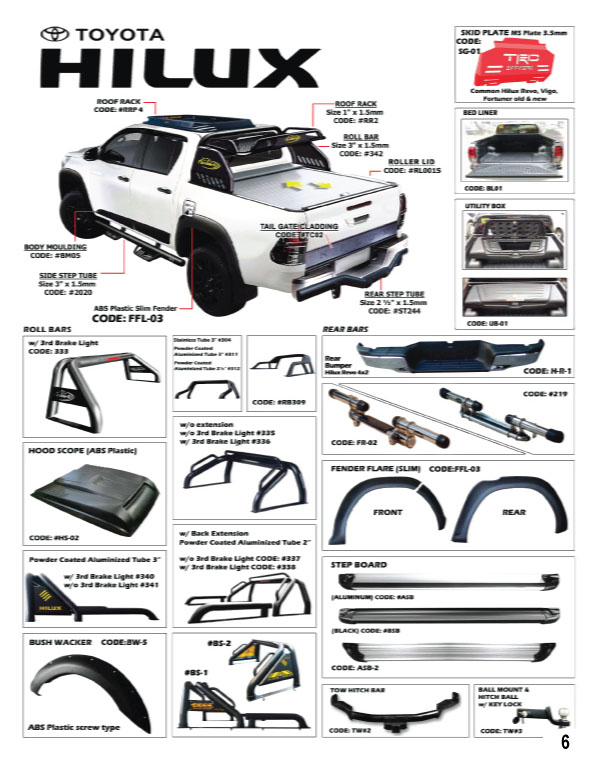 TOYOTA
HILUX
SKID PLATE MS Plate 3.5mm
CODE:
SG-01
TRD
Common Hilux Revo, Vigo,
Fortuner old & new
ROOF RACK
CODE: #RRP 4
ROOF RACK
Size 1" x 1.5mm
CODE: #RR2
ROLL BAR
Size 3" x 1.5mm
CODE: #342
ROLLER LID
CODE: #RL001S
TAIL GATE CLADDING
CODE: #TC02
BODY MOULDING
CODE: #BM05
SIDE STEP TUBE
Size 3" x 1.5mm
CODE: #2020
ABS Plastic Slim Fender
CODE: FFL-03
REAR STEP TUBE
Size 2 ½" x 1.5mm
CODE: #ST244
BED LINER
CODE: BL01
UTILITY BOX
CODE: UB-01
ROLL BARS
w/ 3rd Brake Light
CODE: 333
Stainless Tube 3" #304
Powder Coated
Aluminized Tube 3" #311
Powder Coated
Aluminized Tube 2½" #312
CODE: #RB309
REAR BARS
Rear
Bumper
Hilux Revo 4x2
CODE: H-R-1
CODE: #219
CODE: FR-02
HOOD SCOPE (ABS Plastic)
CODE: #HS-02
w/o extension
w/o 3rd Brake Light #335
w/ 3rd Brake Light #336
FENDER FLARE (SLIM) CODE:FFL-03
FRONT
REAR
w/ Back Extension
Powder Coated Aluminized Tube 2"
w/o 3rd Brake Light CODE: #337
w/ 3rd Brake Light CODE: #338
Powder Coated Aluminized Tube 3"
w/ 3rd Brake Light #340
w/o 3rd Brake Light #341
HILUX
STEP BOARD
(ALUMINUM) CODE: #ASB
(BLACK) CODE: #BSB
CODE: ASB-2
BUSH WACKER CODE:BW-5
ABS Plastic screw type
#BS-2
#BS-1
TOW HITCH BAR
CODE: TW#2
BALL MOUNT &
HITCH BALL
w/ KEY LOCK
CODE: TW#3
6